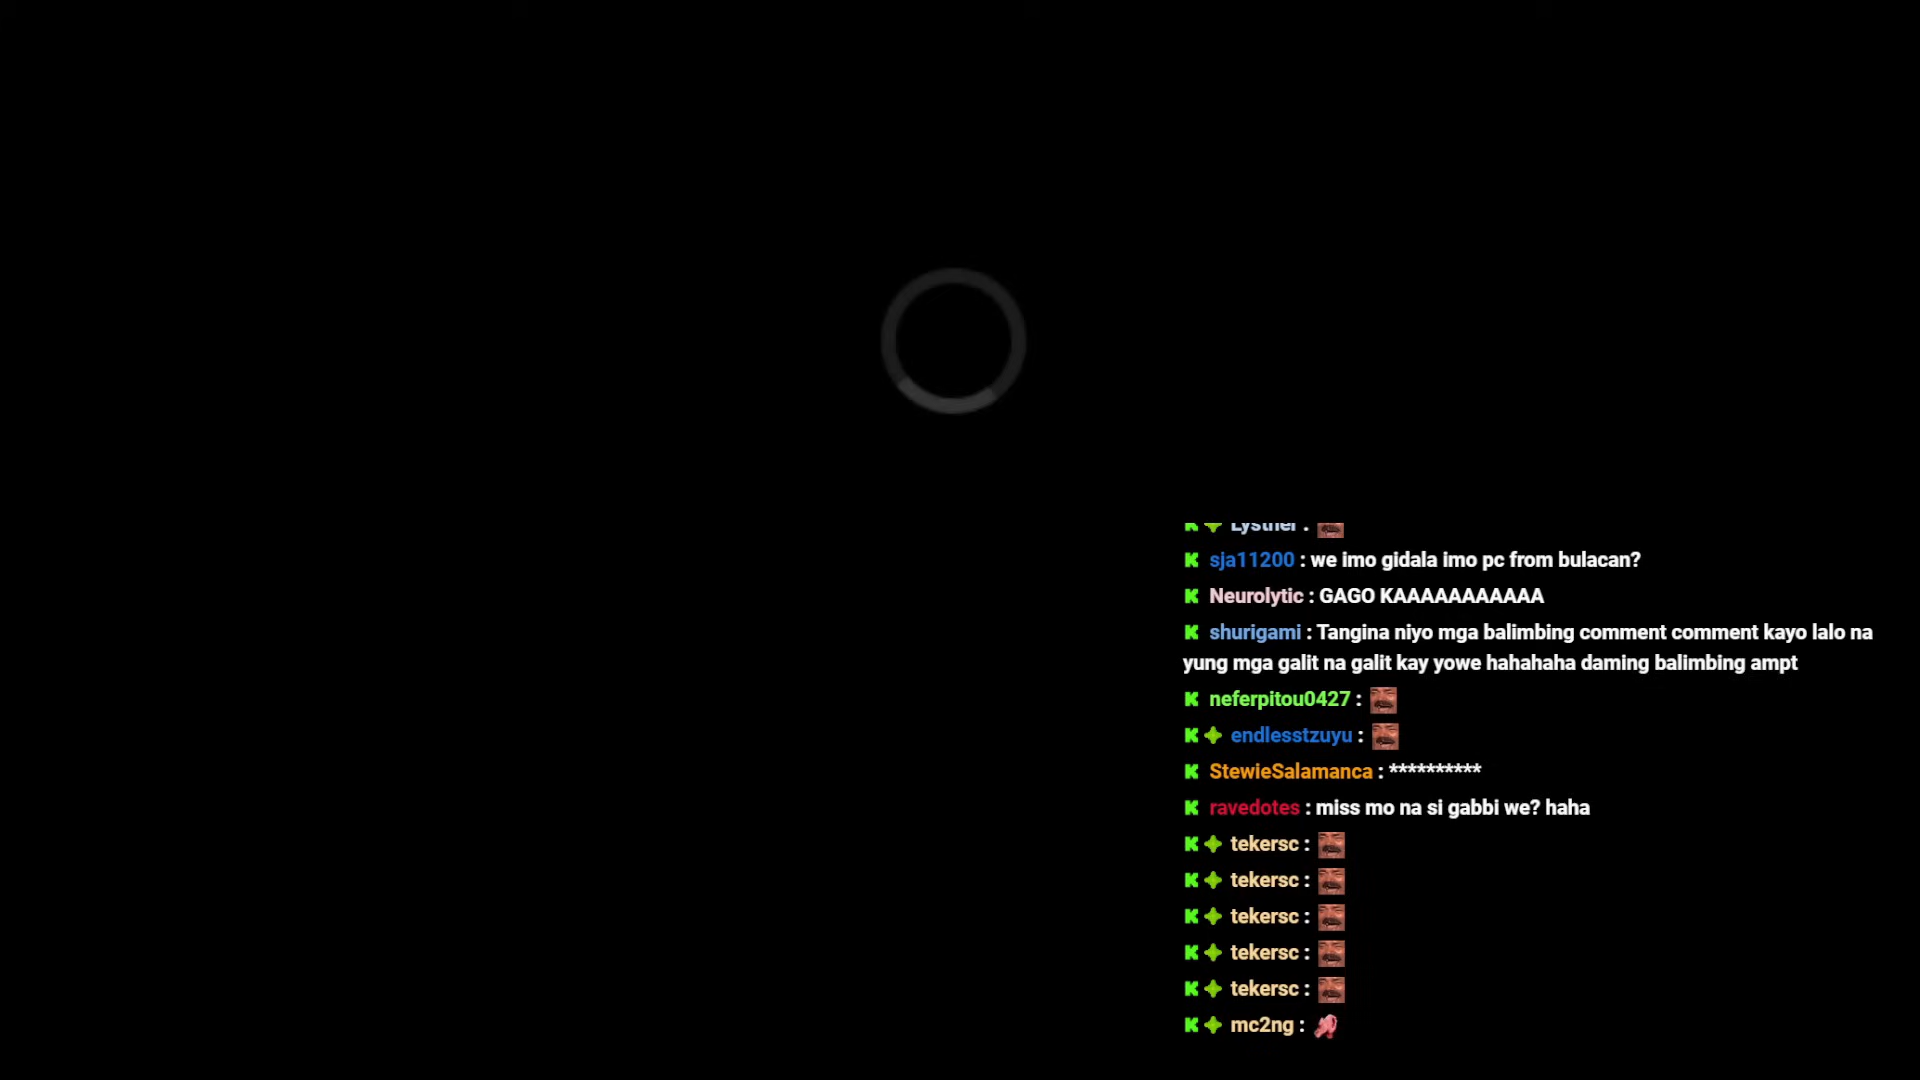 Lysther :
sja11200 : we imo gidala imo pc from bulacan?
Neurolytic : GAGO KAAAAAAAAAAA
shurigami : Tangina niyo mga balimbing comment comment kayo lalo na
yung mga galit na galit kay yowe hahahaha daming balimbing ampt
neferpitou0427 :
endlesstzuyu :
StewieSalamanca : **********
ravedotes : miss mo na si gabbi we? haha
tekersc :
tekersc :
tekersc :
tekersc :
tekersc :
mc2ng :